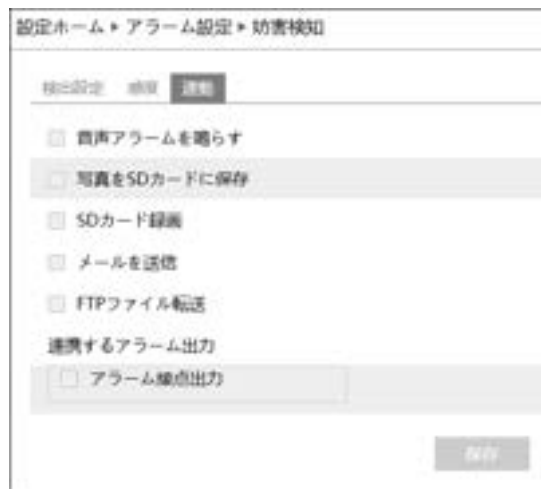 設定ホーム ▸ アラーム設定 ▸ 妨害検知
検出設定 感度 連動
音声アラームを鳴らす
写真をSDカードに保存
SDカード録画
メールを送信
FTPファイル転送
連携するアラーム出力
アラーム接点出力
保存